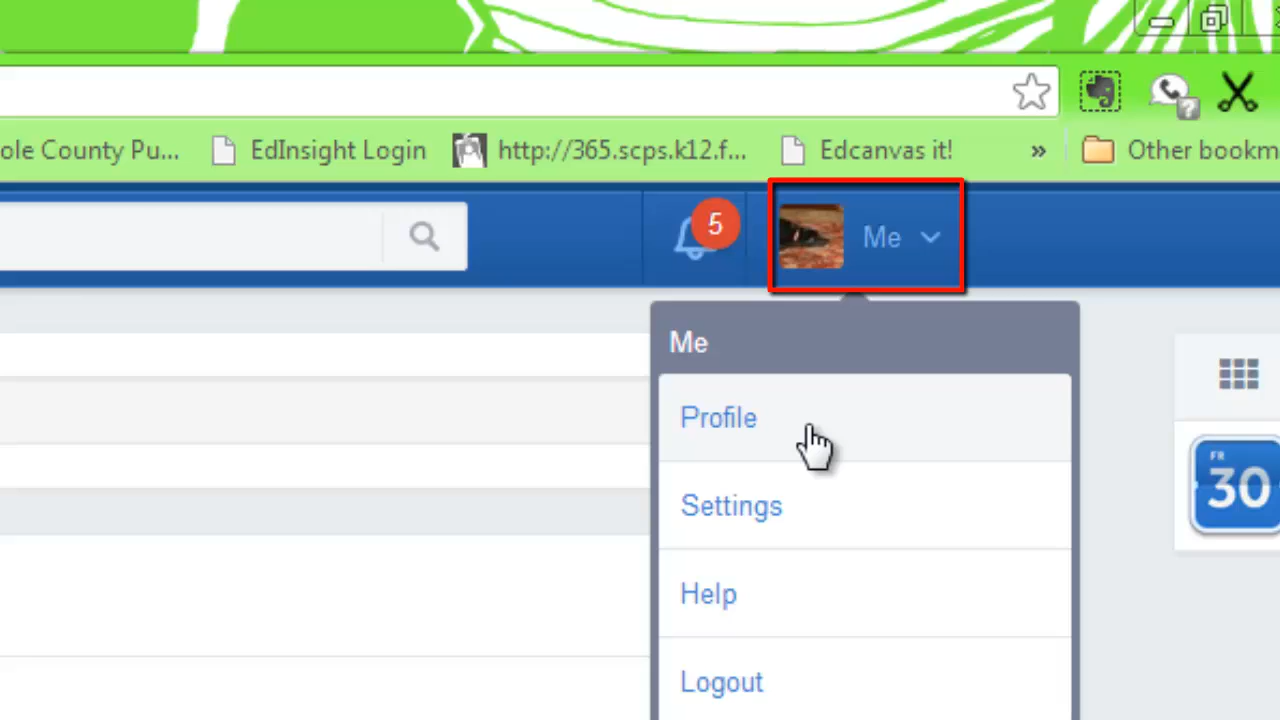 ole County Pu... EdInsight Login http://365.scps.k12.f... Edcanvas it! » Other bookm
5 Me
Me
Profile
FR
30
Settings
Help
Logout